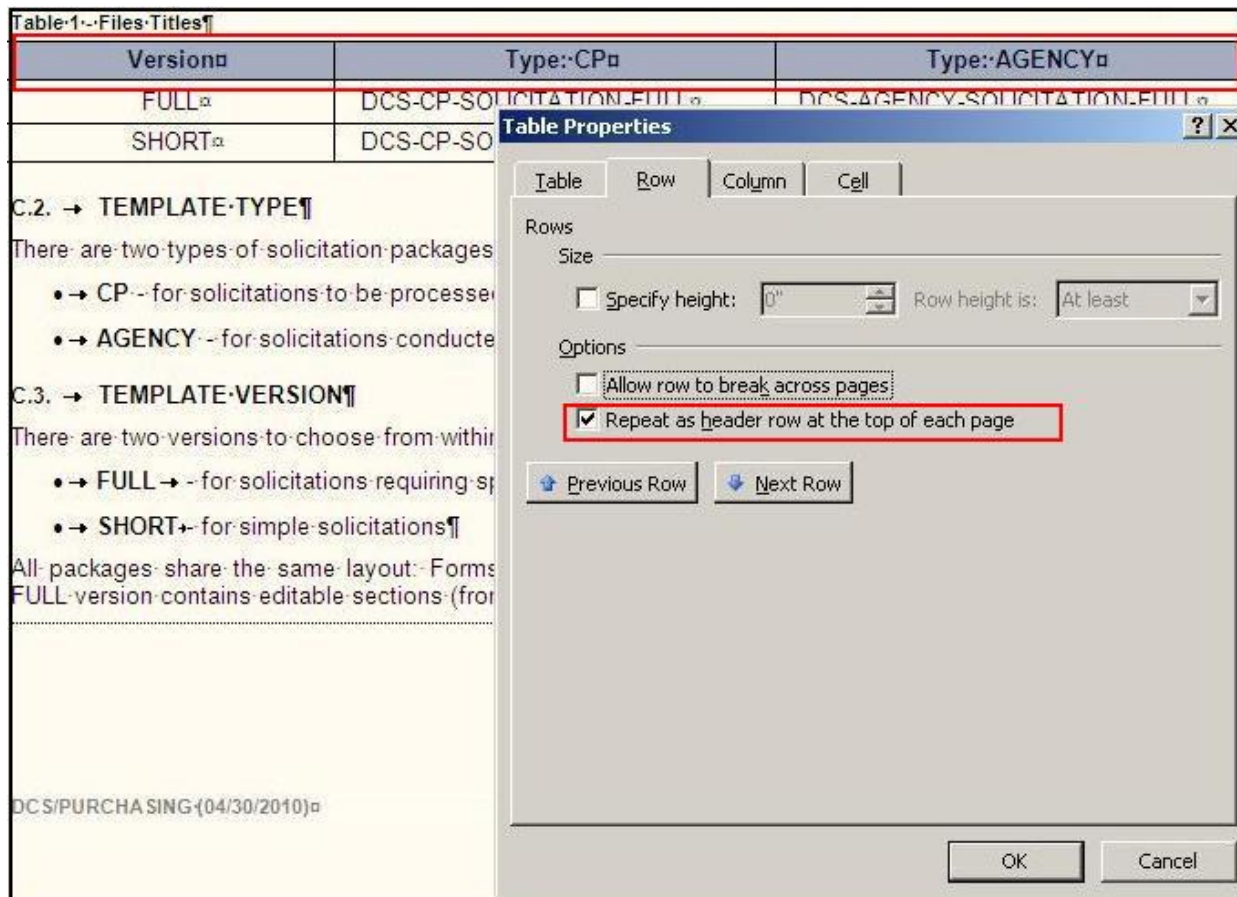 Table 1 - Files Titles¶
Version¤ Type: CP¤ Type: AGENCY¤
FULL¤ DCS-CP-SOLICITATION-FULL¤ DCS-AGENCY-SOLICITATION-FULL¤
SHORT¤ DCS-CP-SO
C.2. → TEMPLATE TYPE¶
There are two types of solicitation packages
• → CP - for solicitations to be processe
• → AGENCY - for solicitations conducte
C.3. → TEMPLATE VERSION¶
There are two versions to choose from withi
• → FULL → - for solicitations requiring sp
• → SHORT → - for simple solicitations¶
All packages share the same layout: Forms
FULL version contains editable sections (fro
DCS/PURCHASING (04/30/2010)¤
Table Properties
Table Row Column Cell
Rows
Size
Specify height: 0" Row height is: At least
Options
Allow row to break across pages
Repeat as header row at the top of each page
Previous Row Next Row
OK Cancel